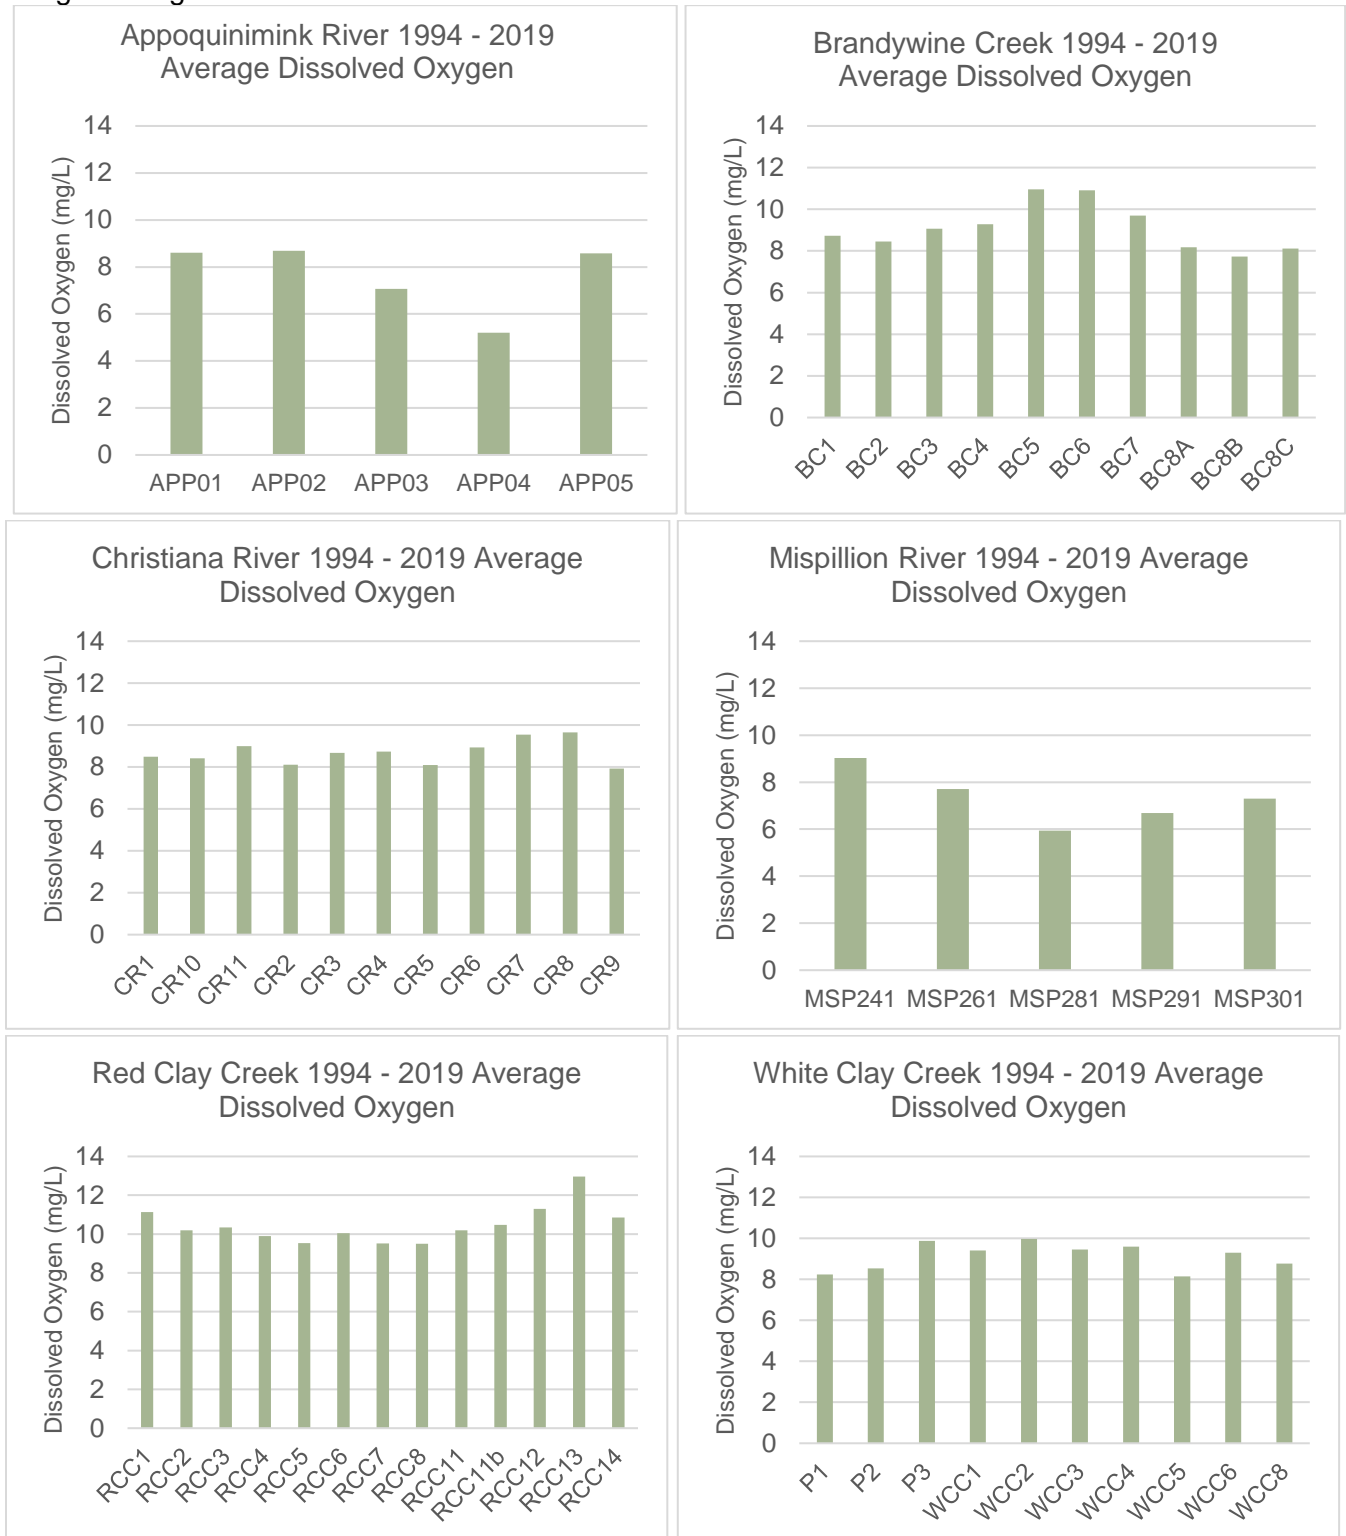 Appoquinimink River 1994 - 2019
Average Dissolved Oxygen
Dissolved Oxygen (mg/L)
14
12
10
8
6
4
2
0
APP01 APP02 APP03 APP04 APP05
Brandywine Creek 1994 - 2019
Average Dissolved Oxygen
Dissolved Oxygen (mg/L)
14
12
10
8
6
4
2
0
BC1 BC2 BC3 BC4 BC5 BC6 BC7 BC8A BC8B BC8C
Christiana River 1994 - 2019 Average
Dissolved Oxygen
Dissolved Oxygen (mg/L)
14
12
10
8
6
4
2
0
CR1 CR10 CR11 CR2 CR3 CR4 CR5 CR6 CR7 CR8 CR9
Mispillion River 1994 - 2019 Average
Dissolved Oxygen
Dissolved Oxygen (mg/L)
14
12
10
8
6
4
2
0
MSP241 MSP261 MSP281 MSP291 MSP301
Red Clay Creek 1994 - 2019 Average
Dissolved Oxygen
Dissolved Oxygen (mg/L)
14
12
10
8
6
4
2
0
RCC1 RCC2 RCC3 RCC4 RCC5 RCC6 RCC7 RCC8 RCC11 RCC11b RCC12 RCC13 RCC14
White Clay Creek 1994 - 2019 Average
Dissolved Oxygen
Dissolved Oxygen (mg/L)
14
12
10
8
6
4
2
0
P1 P2 P3 WCC1 WCC2 WCC3 WCC4 WCC5 WCC6 WCC8